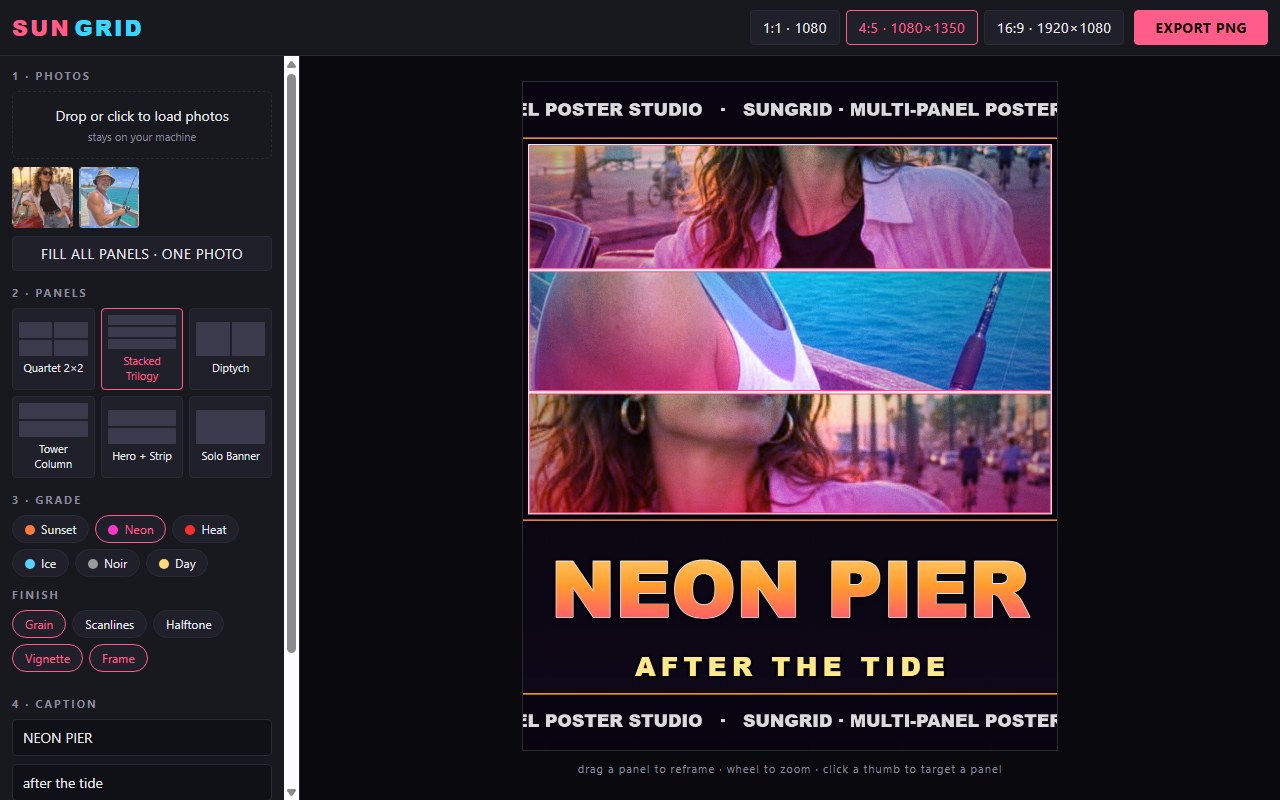 SUN GRID
1:1 · 1080
4:5 · 1080×1350
16:9 · 1920×1080
EXPORT PNG
1 · PHOTOS
Drop or click to load photos
stays on your machine
FILL ALL PANELS · ONE PHOTO
2 · PANELS
Quartet 2×2
Stacked
Trilogy
Diptych
Tower
Column
Hero + Strip
Solo Banner
3 · GRADE
Sunset
Neon
Heat
Ice
Noir
Day
FINISH
Grain
Scanlines
Halftone
Vignette
Frame
4 · CAPTION
NEON PIER
after the tide
EL POSTER STUDIO · SUNGRID · MULTI-PANEL POSTER
NEON PIER
AFTER THE TIDE
EL POSTER STUDIO · SUNGRID · MULTI-PANEL POSTER
drag a panel to reframe · wheel to zoom · click a thumb to target a panel